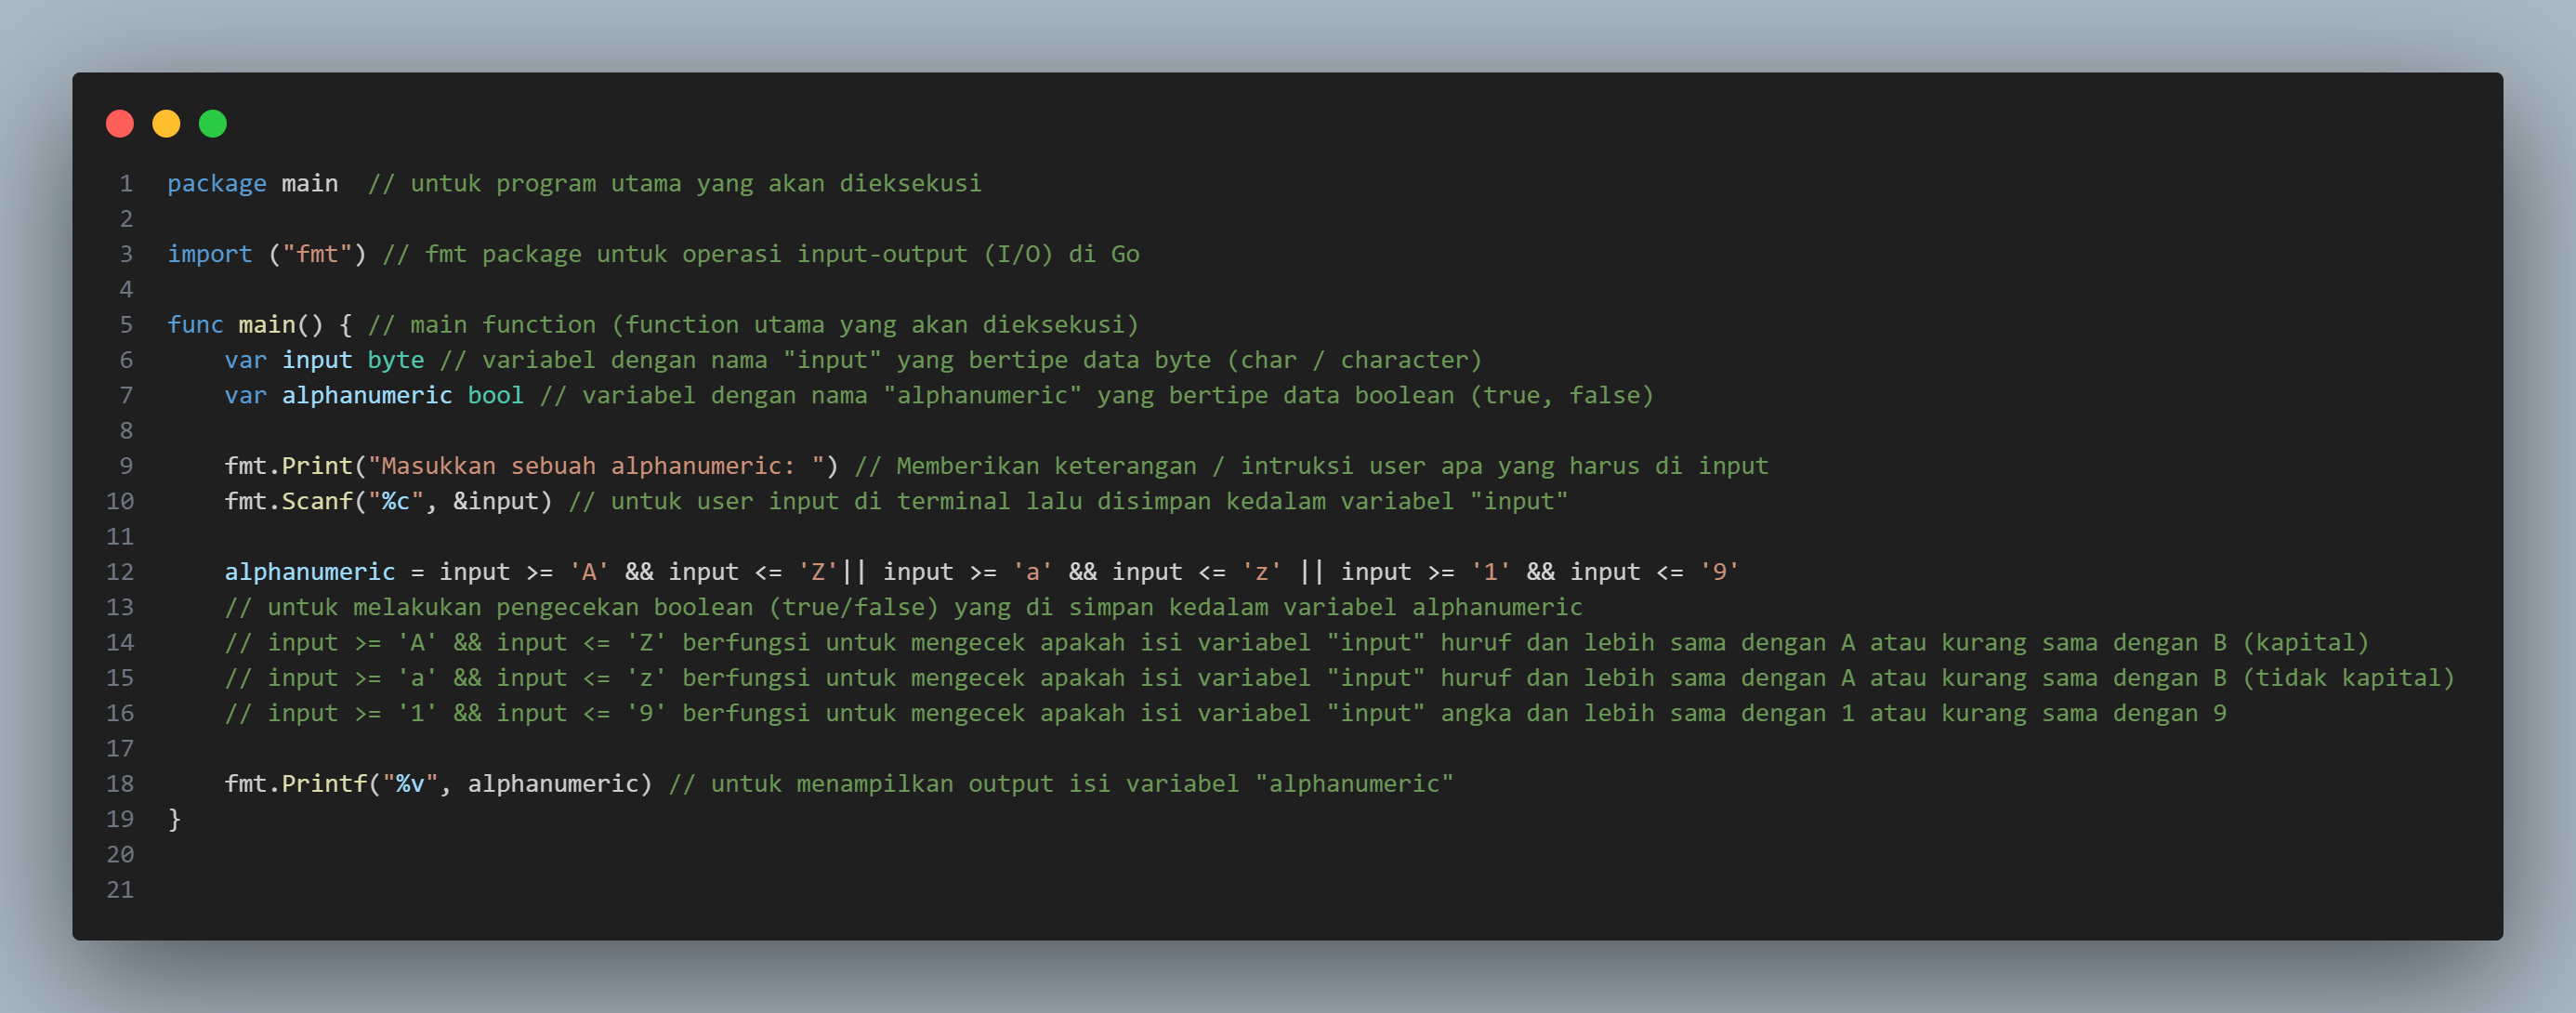 1 package main  // untuk program utama yang akan dieksekusi
2
3 import ("fmt") // fmt package untuk operasi input-output (I/O) di Go
4
5 func main() { // main function (function utama yang akan dieksekusi)
6     var input byte // variabel dengan nama "input" yang bertipe data byte (char / character)
7     var alphanumeric bool // variabel dengan nama "alphanumeric" yang bertipe data boolean (true, false)
8
9     fmt.Print("Masukkan sebuah alphanumeric: ") // Memberikan keterangan / intruksi user apa yang harus di input
10     fmt.Scanf("%c", &input) // untuk user input di terminal lalu disimpan kedalam variabel "input"
11
12     alphanumeric = input >= 'A' && input <= 'Z'|| input >= 'a' && input <= 'z' || input >= '1' && input <= '9'
13     // untuk melakukan pengecekan boolean (true/false) yang di simpan kedalam variabel alphanumeric
14     // input >= 'A' && input <= 'Z' berfungsi untuk mengecek apakah isi variabel "input" huruf dan lebih sama dengan A atau kurang sama dengan B (kapital)
15     // input >= 'a' && input <= 'z' berfungsi untuk mengecek apakah isi variabel "input" huruf dan lebih sama dengan A atau kurang sama dengan B (tidak kapital)
16     // input >= '1' && input <= '9' berfungsi untuk mengecek apakah isi variabel "input" angka dan lebih sama dengan 1 atau kurang sama dengan 9
17
18     fmt.Printf("%v", alphanumeric) // untuk menampilkan output isi variabel "alphanumeric"
19 }
20
21